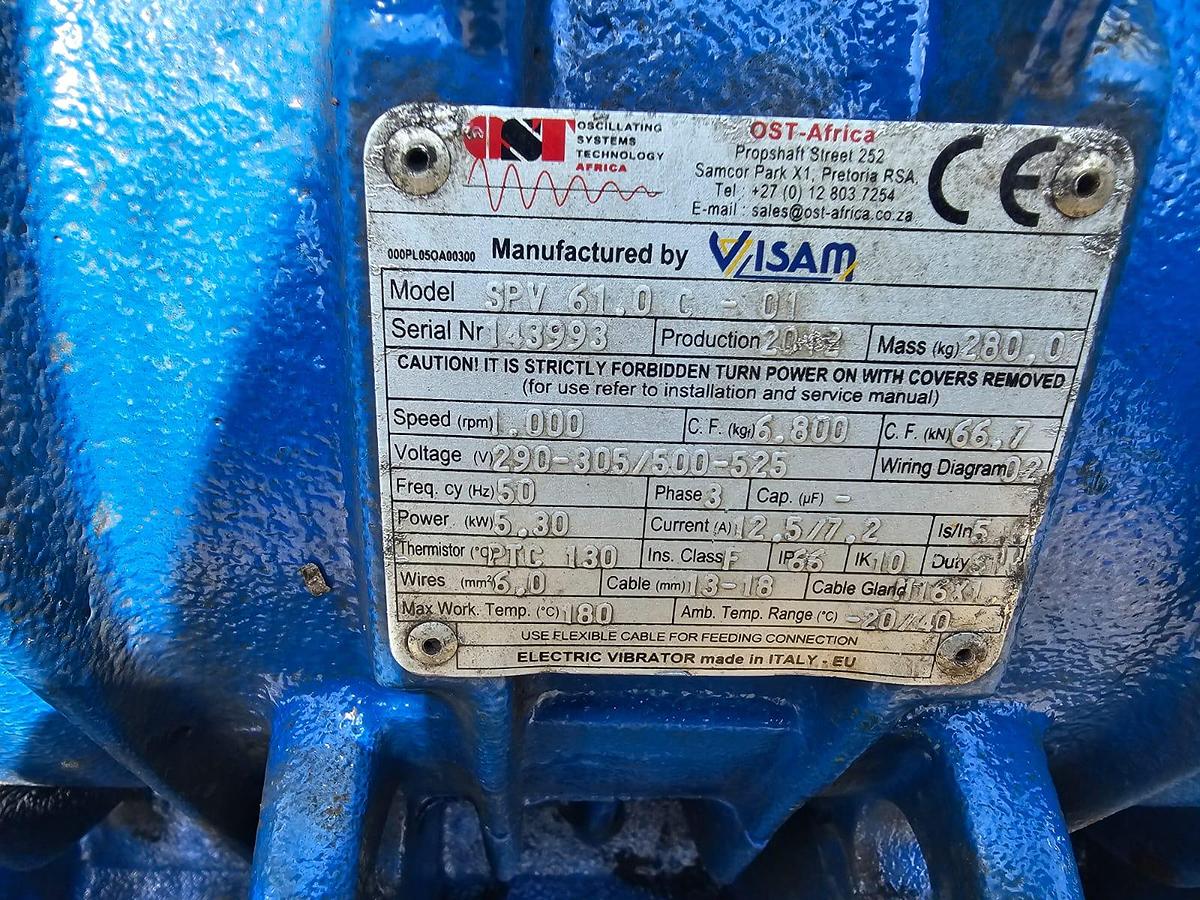 OST
OSCILLATING
SYSTEMS
TECHNOLOGY
AFRICA
OST-Africa
Propshaft Street 252
Samcor Park X1, Pretoria RSA
Tel : +27 (0) 12 803 7254
E-mail : sales@ost-africa.co.za
CE
000PL05OA00300 Manufactured by VISAM
Model SPV 61.0 C - 01
Serial Nr 143993 Production Mass (kg) 280.0
CAUTION! IT IS STRICTLY FORBIDDEN TURN POWER ON WITH COVERS REMOVED
(for use refer to installation and service manual)
Speed (rpm) 1.000 C. F. (kgf) 6.800 C. F. (kN) 66.7
Voltage (V) 290-305/500-525 Wiring Diagram 02
Freq. cy (Hz) 50 Phase 3 Cap. (µF) -
Power. (kW) 5.30 Current (A) 12.5/7.2 Is/In
Thermistor (°C) PTC 130 Ins. Class F IP 66 IK 10 Duty
Wires (mm²) 6.0 Cable (mm) 13-18 Cable Gland
Max Work. Temp. (°C) 180 Amb. Temp. Range (°C) -20/+40
USE FLEXIBLE CABLE FOR FEEDING CONNECTION
ELECTRIC VIBRATOR made in ITALY - EU